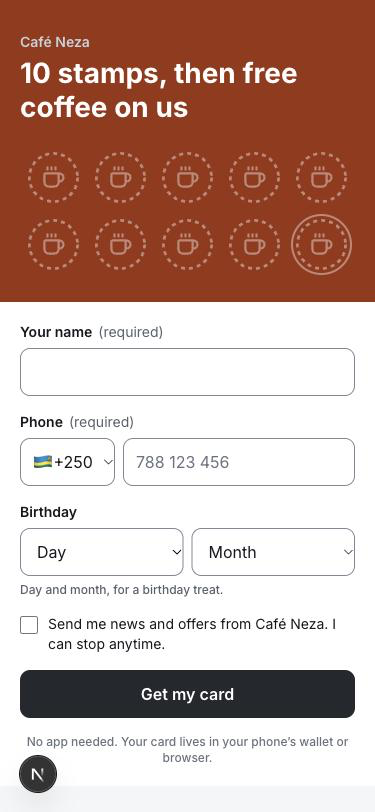 Café Neza
10 stamps, then free
coffee on us
Your name (required)
Phone (required)
+250
788 123 456
Birthday
Day
Month
Day and month, for a birthday treat.
Send me news and offers from Café Neza. I
can stop anytime.
Get my card
No app needed. Your card lives in your phone’s wallet or
browser.
N